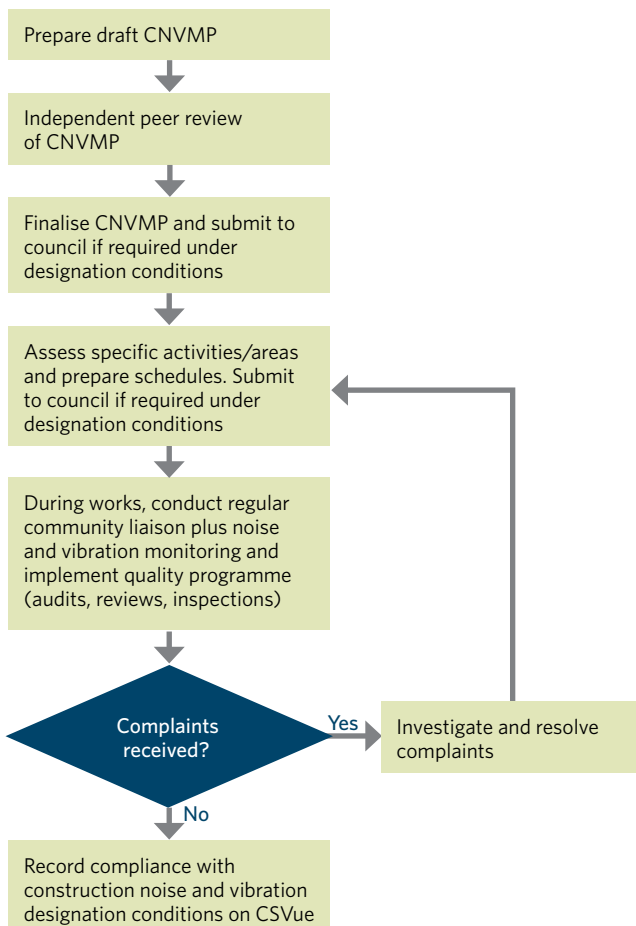 Prepare draft CNVMP
Independent peer review
of CNVMP
Finalise CNVMP and submit to
council if required under
designation conditions
Assess specific activities/areas
and prepare schedules. Submit
to council if required under
designation conditions
During works, conduct regular
community liaison plus noise
and vibration monitoring and
implement quality programme
(audits, reviews, inspections)
Complaints
received?
Yes
Investigate and resolve
complaints
No
Record compliance with
construction noise and vibration
designation conditions on CSVue